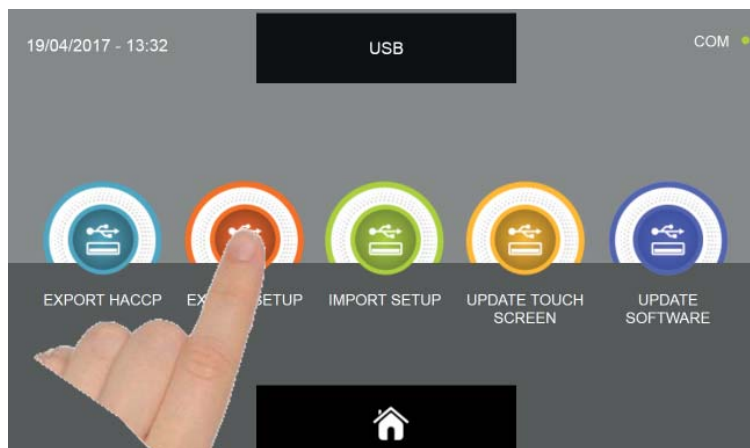 19/04/2017 - 13:32
USB
COM
EXPORT HACCP
SETUP
IMPORT SETUP
UPDATE TOUCH
SCREEN
UPDATE
SOFTWARE